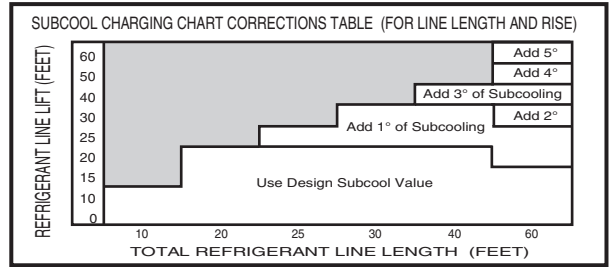 SUBCOOL CHARGING CHART CORRECTIONS TABLE (FOR LINE LENGTH AND RISE)
REFRIGERANT LINE LIFT (FEET)
60
50
40
30
25
20
15
10
0
Add 5°
Add 4°
Add 3° of Subcooling
Add 2°
Add 1° of Subcooling
Use Design Subcool Value
10 20 25 30 40 60
TOTAL REFRIGERANT LINE LENGTH (FEET)